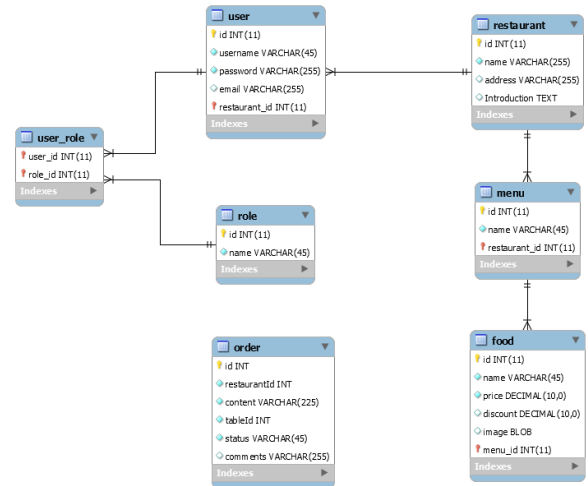 user
id INT(11)
username VARCHAR(45)
password VARCHAR(255)
email VARCHAR(255)
restaurant_id INT(11)
Indexes
restaurant
id INT(11)
name VARCHAR(255)
address VARCHAR(255)
Introduction TEXT
Indexes
user_role
user_id INT(11)
role_id INT(11)
Indexes
role
id INT(11)
name VARCHAR(45)
Indexes
menu
id INT(11)
name VARCHAR(45)
restaurant_id INT(11)
Indexes
order
id INT
restaurantId INT
content VARCHAR(225)
tableId INT
status VARCHAR(45)
comments VARCHAR(255)
Indexes
food
id INT(11)
name VARCHAR(45)
price DECIMAL(10,0)
discount DECIMAL(10,0)
image BLOB
menu_id INT(11)
Indexes